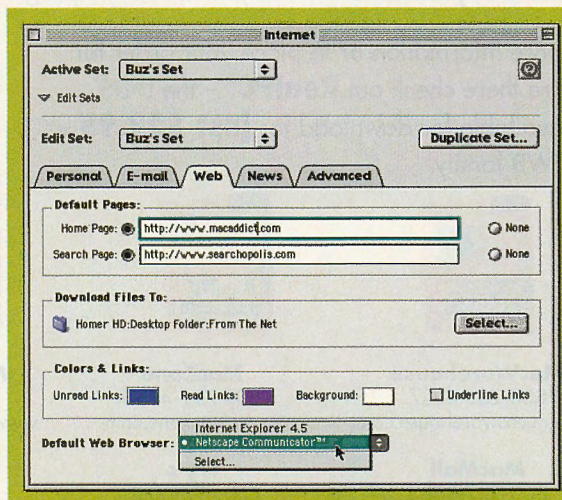 Internet
Active Set: Buz's Set
Edit Sets
Edit Set: Buz's Set Duplicate Set...
Personal E-mail Web News Advanced
Default Pages:
Home Page: http://www.macaddict.com None
Search Page: http://www.searchopolis.com None
Download Files To:
Homer HD:Desktop Folder:From The Net Select...
Colors & Links:
Unread Links: Read Links: Background: Underline Links
Internet Explorer 4.5
Default Web Browser: Netscape Communicator™
Select...